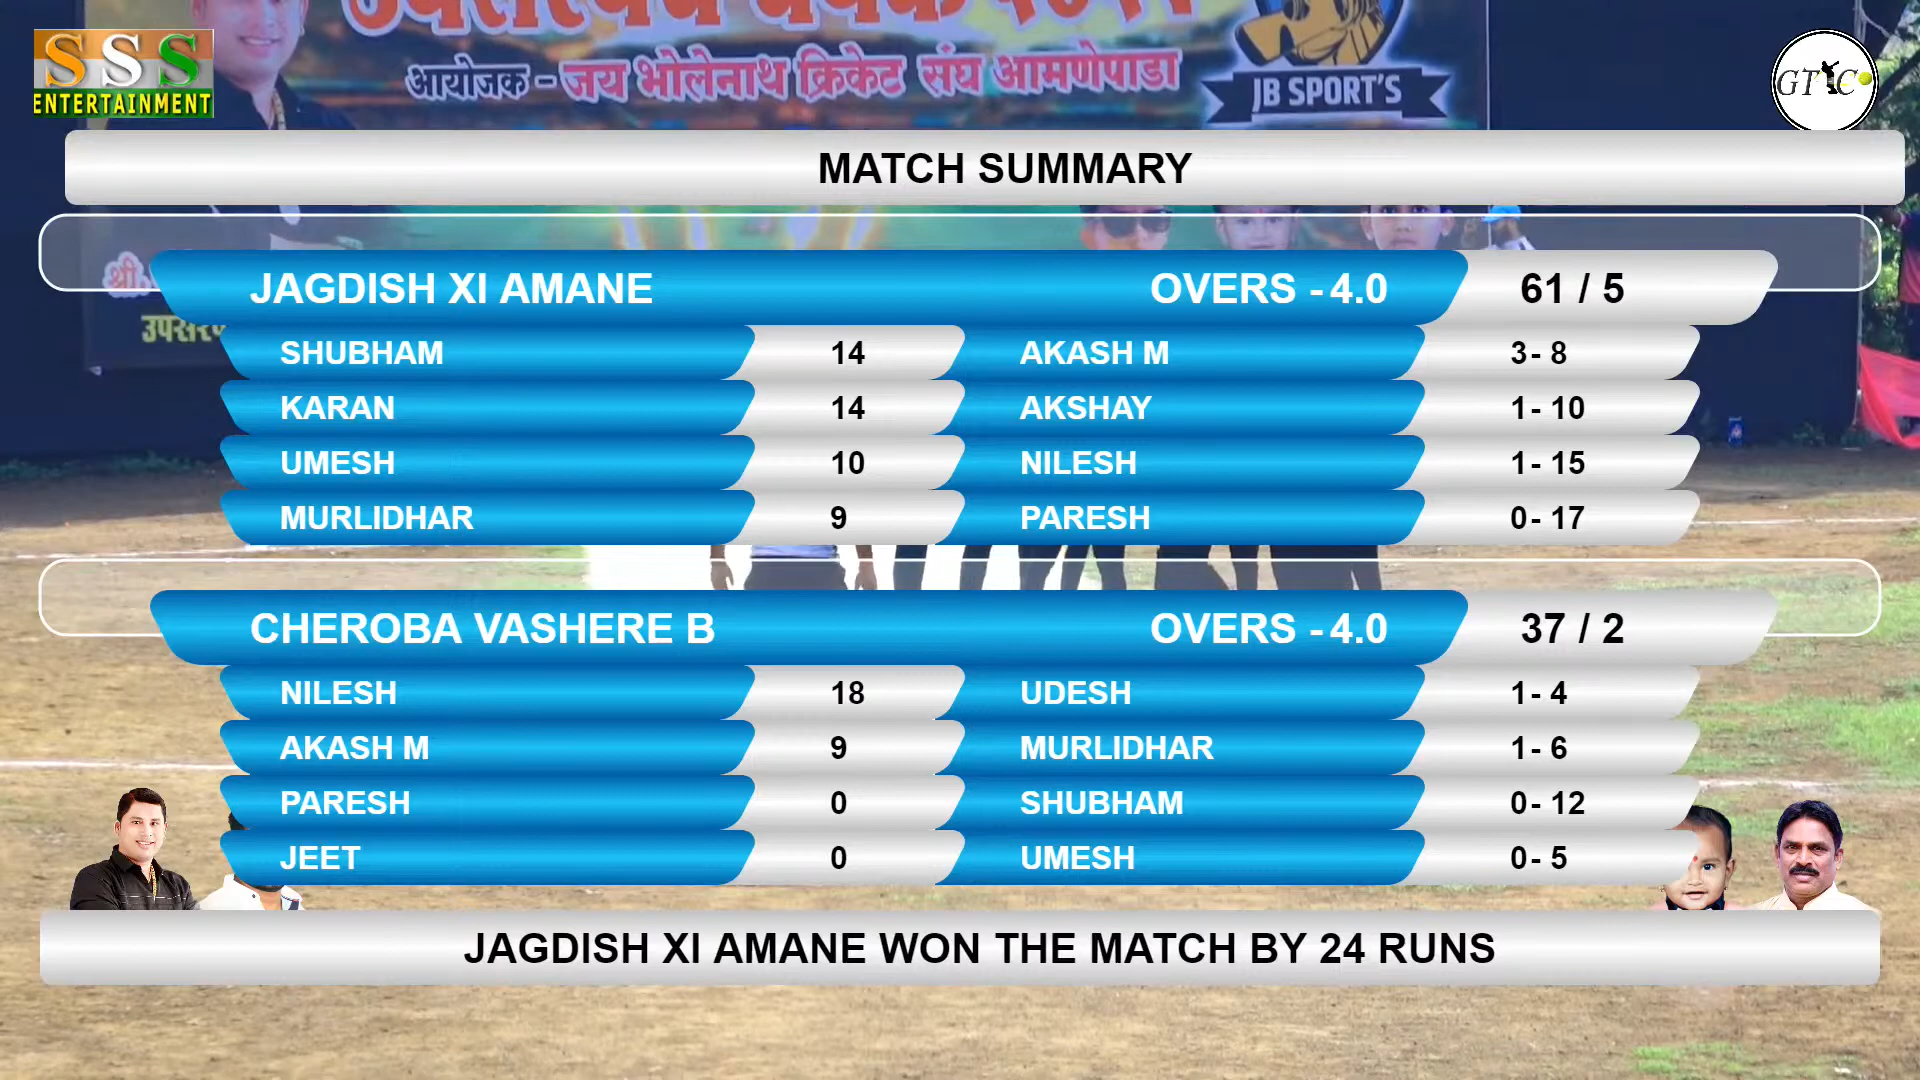 SSS
ENTERTAINMENT
आयोजक - जय भोलेनाथ क्रिकेट संघ आमणेपाडा
JB SPORT'S
GTCC
MATCH SUMMARY
श्री.
JAGDISH XI AMANE OVERS - 4.0 61 / 5
SHUBHAM 14 AKASH M 3 - 8
KARAN 14 AKSHAY 1 - 10
UMESH 10 NILESH 1 - 15
MURLIDHAR 9 PARESH 0 - 17
CHEROBA VASHERE B OVERS - 4.0 37 / 2
NILESH 18 UDESH 1 - 4
AKASH M 9 MURLIDHAR 1 - 6
PARESH 0 SHUBHAM 0 - 12
JEET 0 UMESH 0 - 5
JAGDISH XI AMANE WON THE MATCH BY 24 RUNS